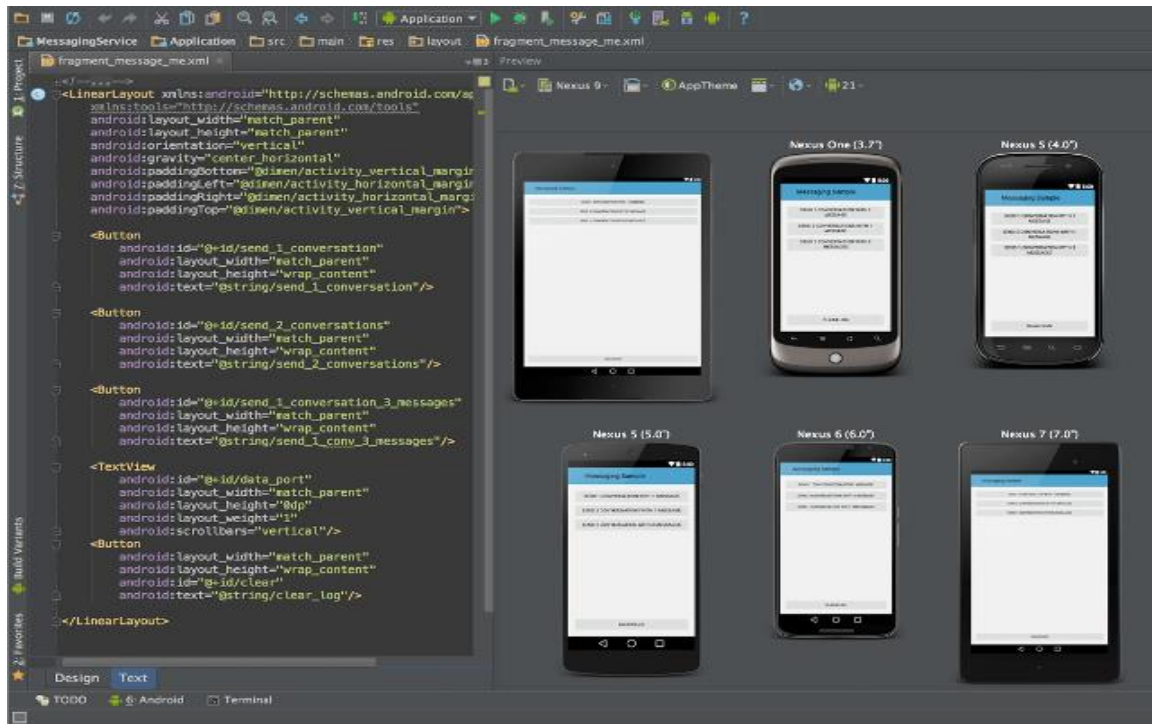 Application
MessagingService Application src main res layout fragment_message_me.xml
fragment_message_me.xml
Preview
1: Project
7: Structure
Build Variants
2: Favorites
<!--...-->
<LinearLayout xmlns:android="http://schemas.android.com/ap
xmlns:tools="http://schemas.android.com/tools"
android:layout_width="match_parent"
android:layout_height="match_parent"
android:orientation="vertical"
android:gravity="center_horizontal"
android:paddingBottom="@dimen/activity_vertical_margin
android:paddingLeft="@dimen/activity_horizontal_margin
android:paddingRight="@dimen/activity_horizontal_margi
android:paddingTop="@dimen/activity_vertical_margin">
<Button
android:id="@+id/send_1_conversation"
android:layout_width="match_parent"
android:layout_height="wrap_content"
android:text="@string/send_1_conversation"/>
<Button
android:id="@+id/send_2_conversations"
android:layout_width="match_parent"
android:layout_height="wrap_content"
android:text="@string/send_2_conversations"/>
<Button
android:id="@+id/send_1_conversation_3_messages"
android:layout_width="match_parent"
android:layout_height="wrap_content"
android:text="@string/send_1_conv_3_messages"/>
<TextView
android:id="@+id/data_port"
android:layout_width="match_parent"
android:layout_height="0dp"
android:layout_weight="1"
android:scrollbars="vertical"/>
<Button
android:layout_width="match_parent"
android:layout_height="wrap_content"
android:id="@+id/clear"
android:text="@string/clear_log"/>
</LinearLayout>
Design Text
TODO 6: Android Terminal
Nexus 9 AppTheme 21
Nexus One (3.7")
Messaging Sample
Nexus S (4.0")
Messaging Sample
Nexus 5 (5.0")
Messaging Sample
Nexus 6 (6.0")
Messaging Sample
Nexus 7 (7.0")